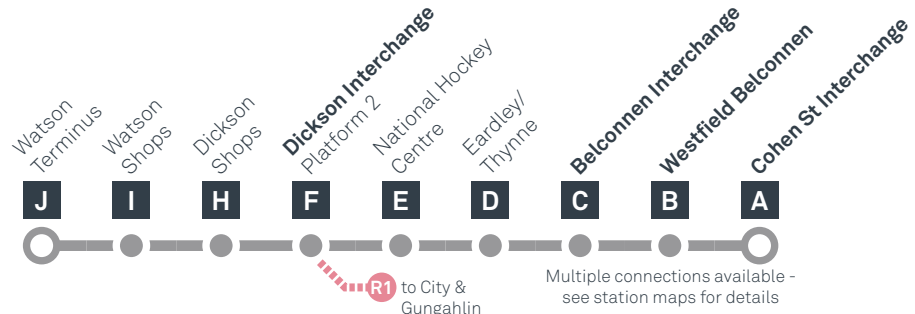 Watson
Terminus
Watson
Shops
Dickson
Shops
Dickson Interchange
Platform 2
National Hockey
Centre
Eardley/
Thynne
Belconnen Interchange
Westfield Belconnen
Cohen St Interchange
J
I
H
F
E
D
C
B
A
R1 to City &
Gungahlin
Multiple connections available -
see station maps for details